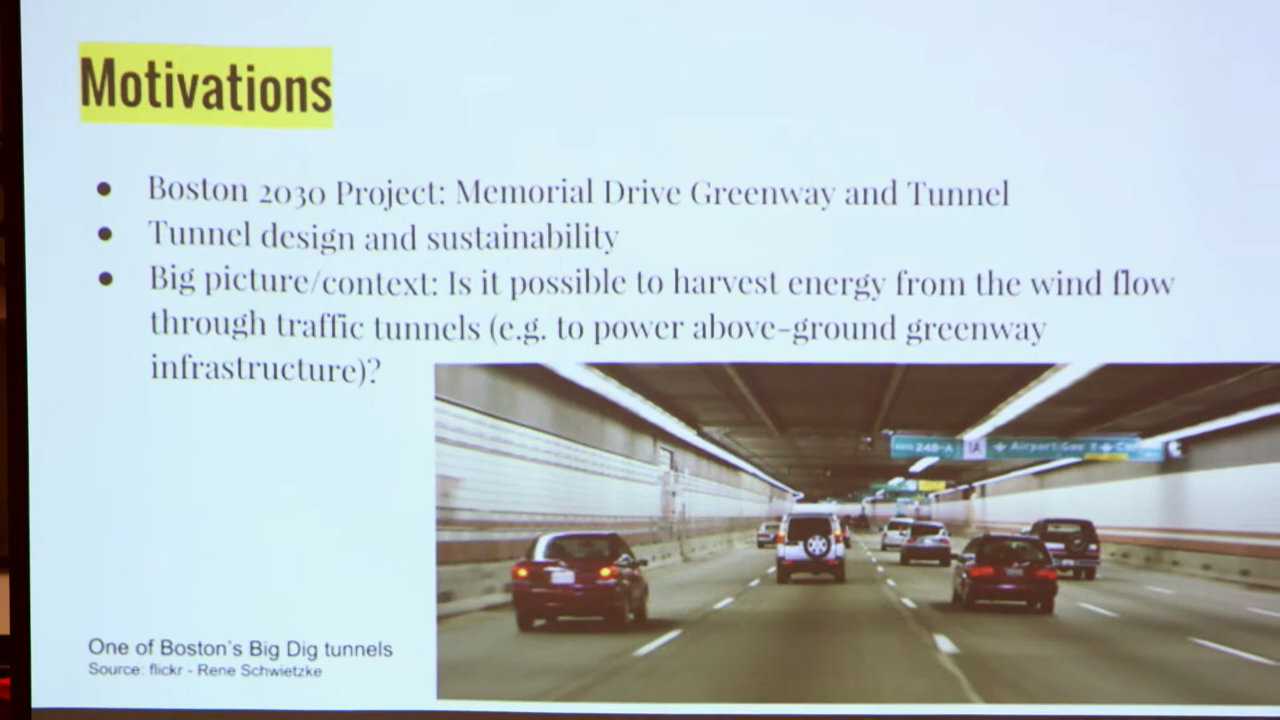 Motivations
Boston 2030 Project: Memorial Drive Greenway and Tunnel
Tunnel design and sustainability
Big picture/context: Is it possible to harvest energy from the wind flow
through traffic tunnels (e.g. to power above-ground greenway
infrastructure)?
1A Airport
One of Boston's Big Dig tunnels
Source: flickr - Rene Schwietzke